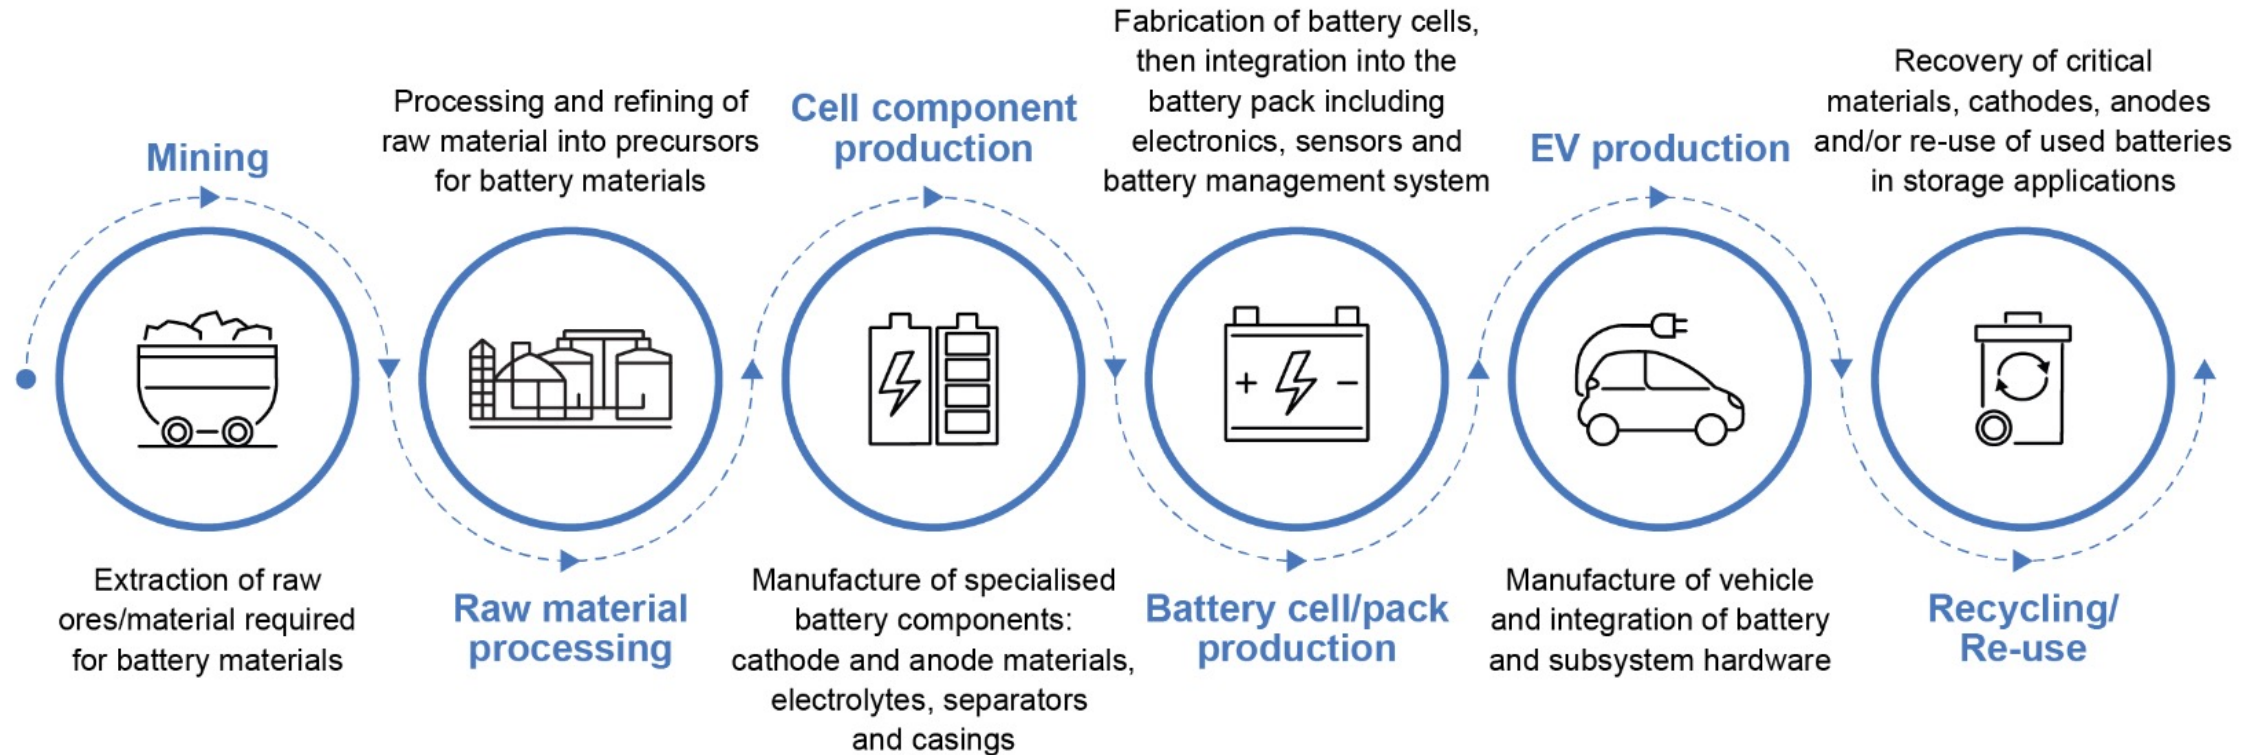 Mining
Extraction of raw
ores/material required
for battery materials
Processing and refining of
raw material into precursors
for battery materials
Raw material
processing
Cell component
production
Manufacture of specialised
battery components:
cathode and anode materials,
electrolytes, separators
and casings
Fabrication of battery cells,
then integration into the
battery pack including
electronics, sensors and
battery management system
Battery cell/pack
production
EV production
Manufacture of vehicle
and integration of battery
and subsystem hardware
Recovery of critical
materials, cathodes, anodes
and/or re-use of used batteries
in storage applications
Recycling/
Re-use